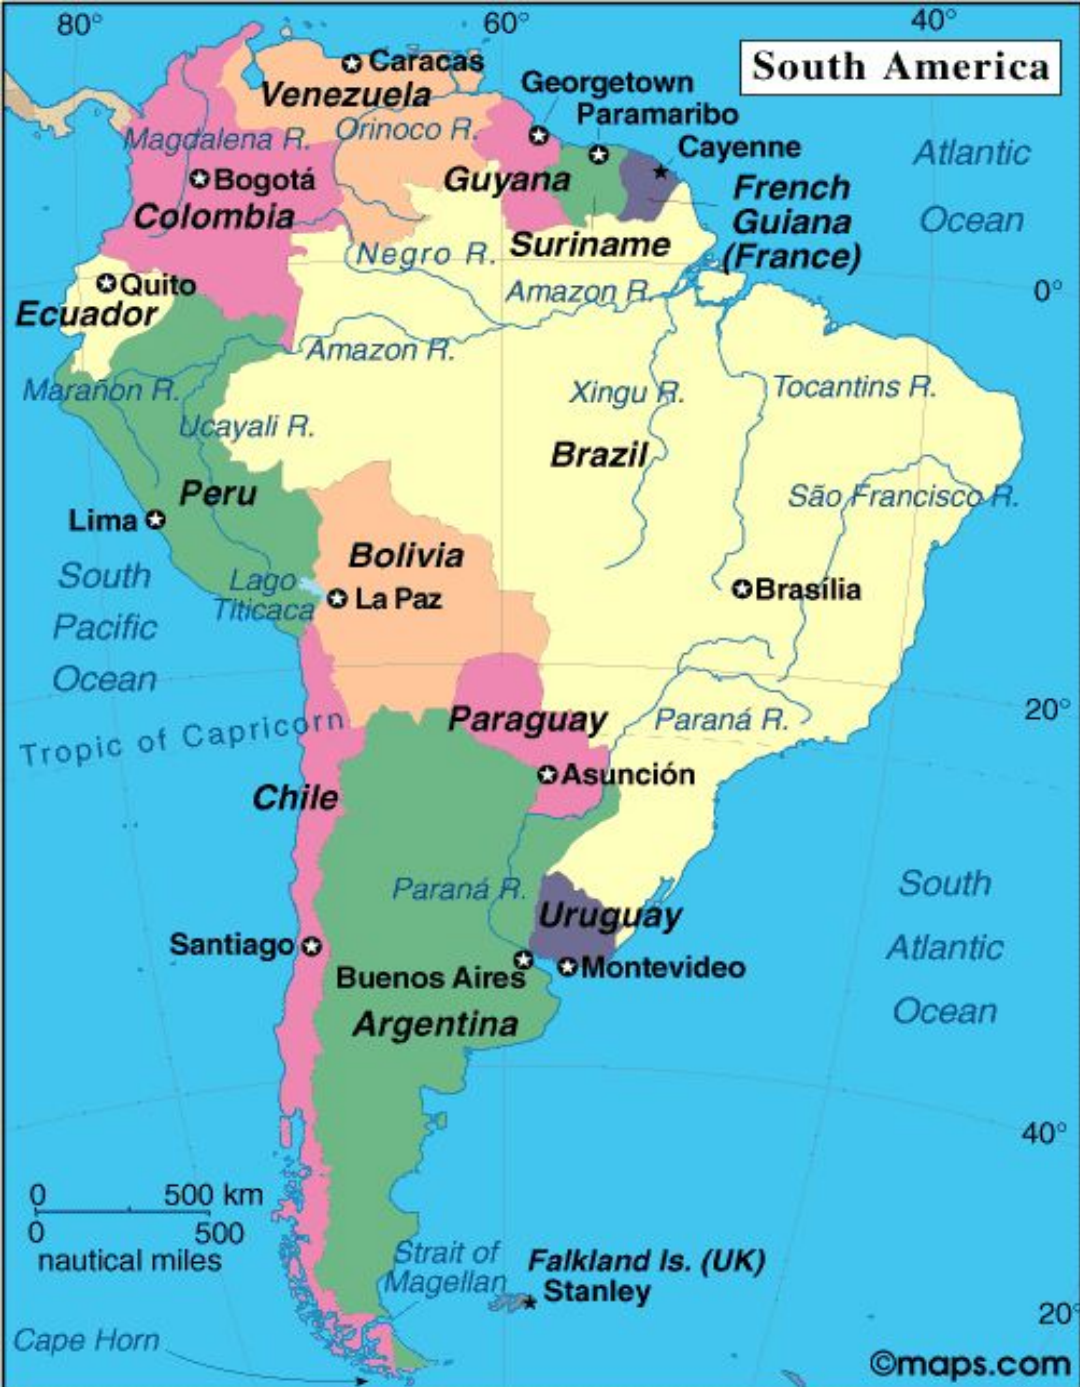 80°
60°
40°
South America
Caracas
Venezuela
Georgetown
Paramaribo
Magdalena R.
Orinoco R.
Cayenne
Atlantic
Ocean
Bogotá
Guyana
French
Guiana
(France)
Colombia
Suriname
Negro R.
Quito
Amazon R.
0°
Ecuador
Amazon R.
Marañon R.
Xingu R.
Tocantins R.
Ucayali R.
Brazil
Peru
São Francisco R.
Lima
Bolivia
South
Pacific
Ocean
Lago
Titicaca
La Paz
Brasília
20°
Tropic of Capricorn
Paraguay
Paraná R.
Asunción
Chile
Paraná R.
South
Atlantic
Ocean
Uruguay
Santiago
Buenos Aires
Montevideo
Argentina
40°
0
500 km
0
500
nautical miles
Strait of
Magellan
Falkland Is. (UK)
Stanley
20°
Cape Horn
©maps.com